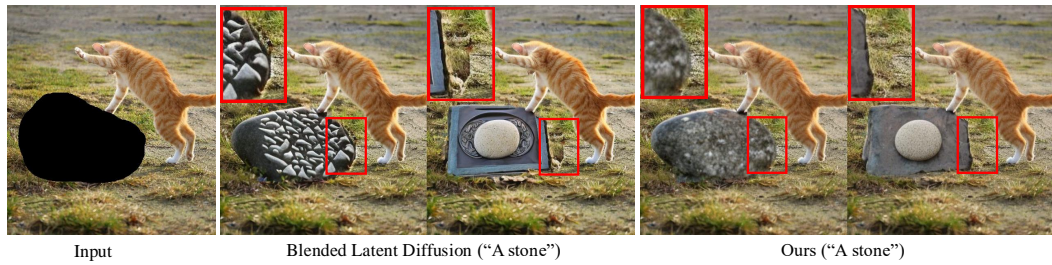 Input
Blended Latent Diffusion (“A stone”)
Ours (“A stone”)